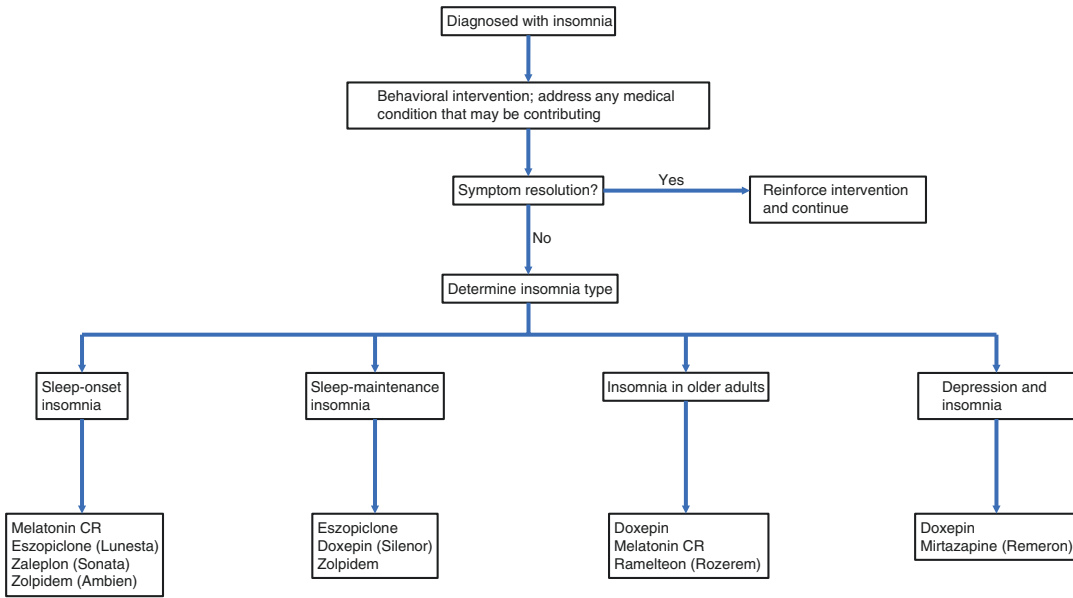 Diagnosed with insomnia
Behavioral intervention; address any medical
condition that may be contributing
Symptom resolution?
Yes
Reinforce intervention
and continue
No
Determine insomnia type
Sleep-onset
insomnia
Sleep-maintenance
insomnia
Insomnia in older adults
Depression and
insomnia
Melatonin CR
Eszopiclone (Lunesta)
Zaleplon (Sonata)
Zolpidem (Ambien)
Eszopiclone
Doxepin (Silenor)
Zolpidem
Doxepin
Melatonin CR
Ramelteon (Rozerem)
Doxepin
Mirtazapine (Remeron)